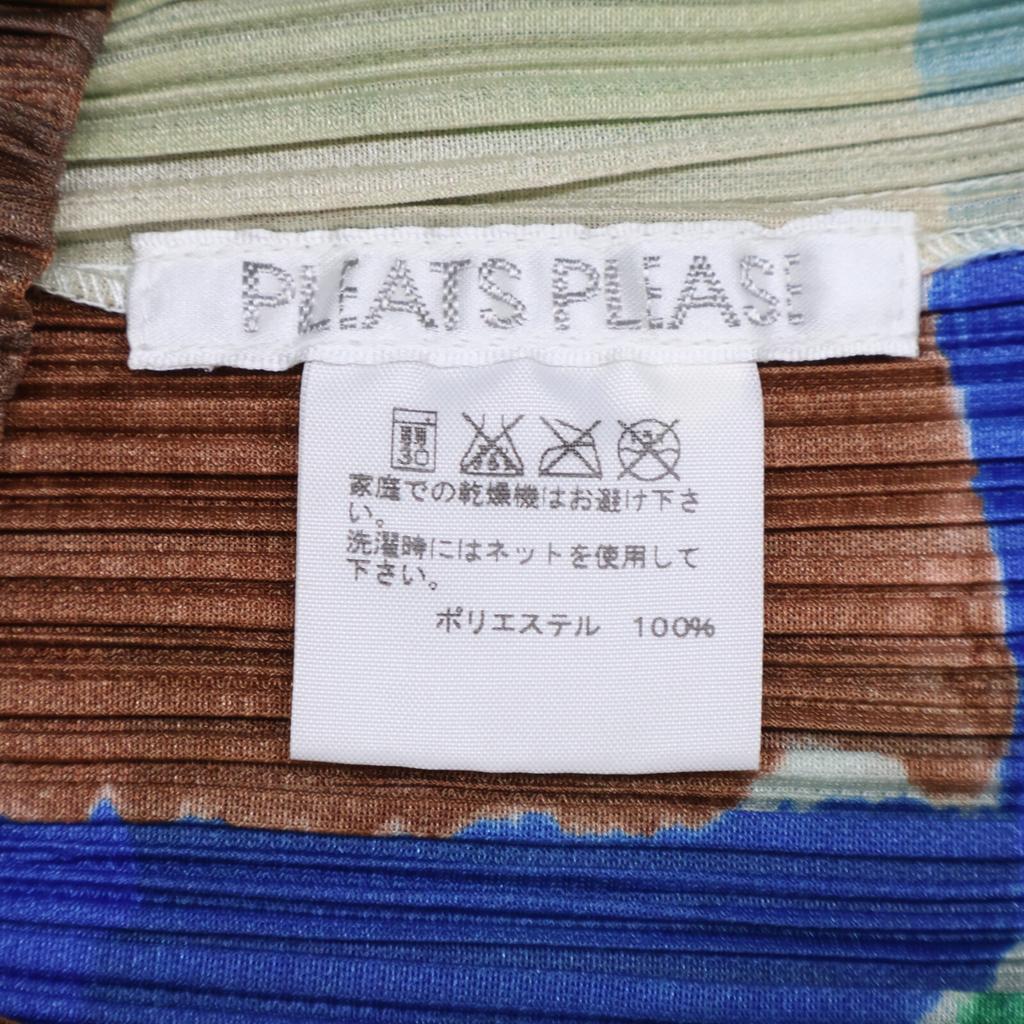 PLEATS PLEASE
弱
30
家庭での乾燥機はお避け下さ
い。
洗濯時にはネットを使用して
下さい。
ポリエステル 100%